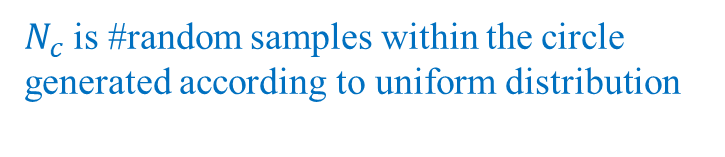 N_c is #random samples within the circle
generated according to uniform distribution